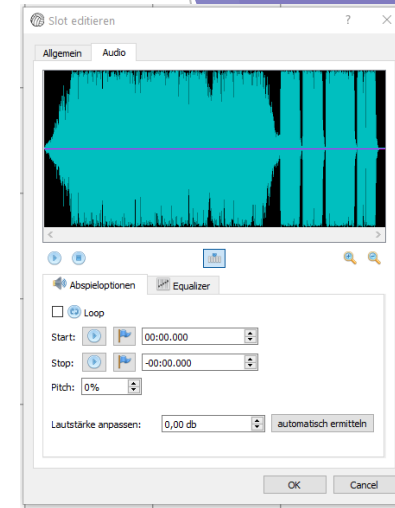 Slot editieren ?
Allgemein Audio
Abspieloptionen Equalizer
Loop
Start: 00:00.000
Stop: -00:00.000
Pitch: 0%
Lautstärke anpassen: 0,00 db automatisch ermitteln
OK Cancel